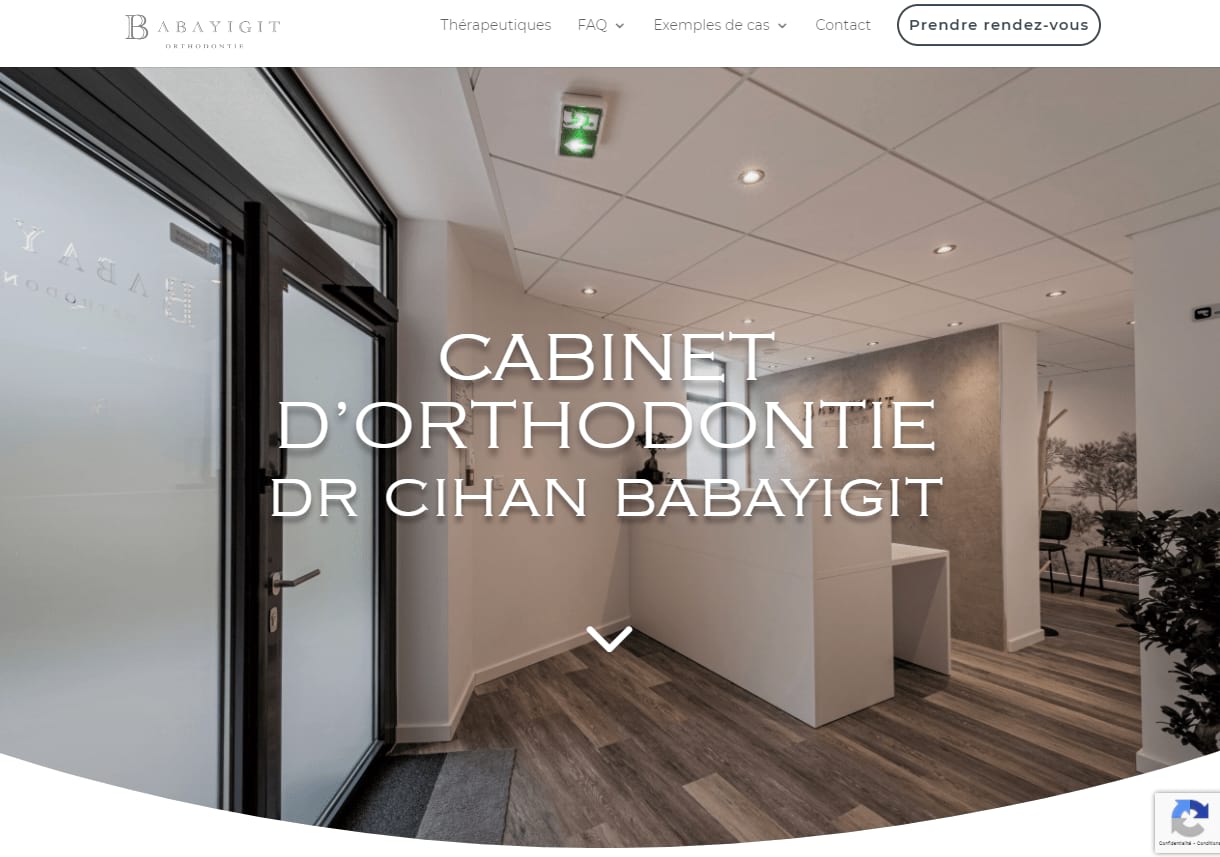 BABAYIGIT
ORTHODONTIE
Thérapeutiques FAQ Exemples de cas Contact Prendre rendez-vous
CABINET
D’ORTHODONTIE
DR CIHAN BABAYIGIT
Confidentialité - Conditions